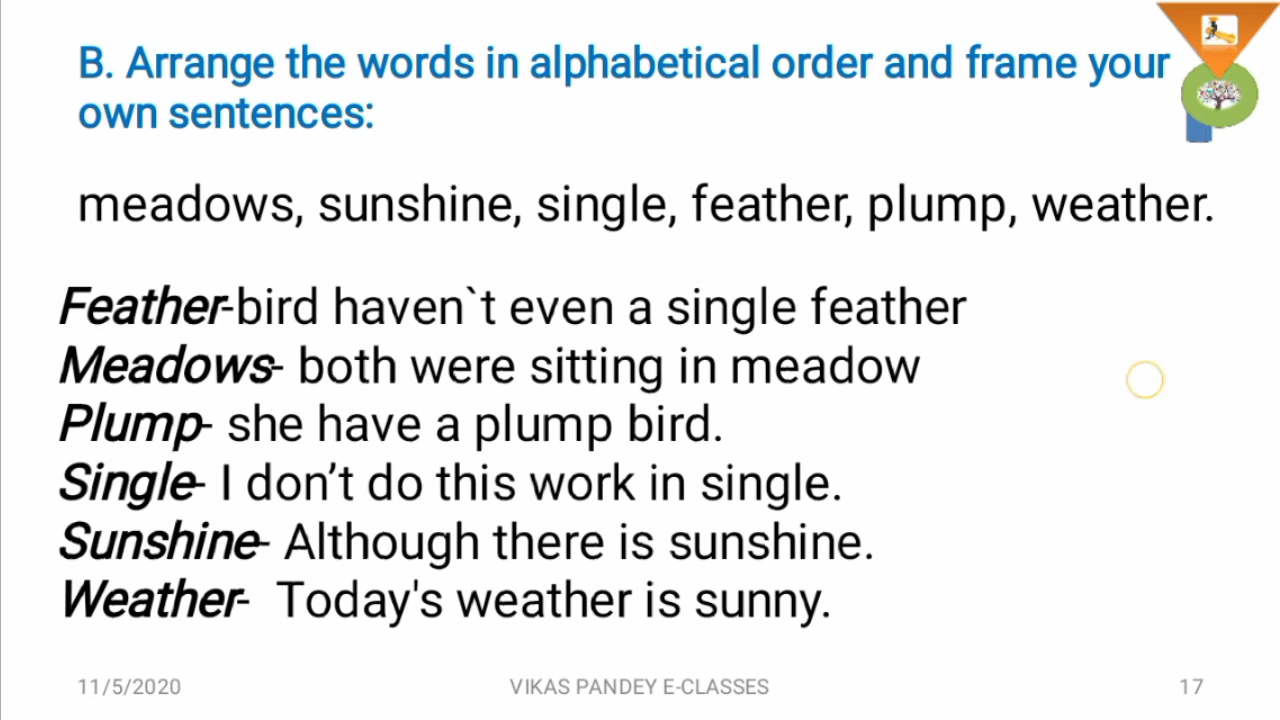 B. Arrange the words in alphabetical order and frame your
own sentences:
meadows, sunshine, single, feather, plump, weather.
Feather-bird haven`t even a single feather
Meadows- both were sitting in meadow
Plump- she have a plump bird.
Single- I don’t do this work in single.
Sunshine- Although there is sunshine.
Weather-  Today's weather is sunny.
11/5/2020 VIKAS PANDEY E-CLASSES 17